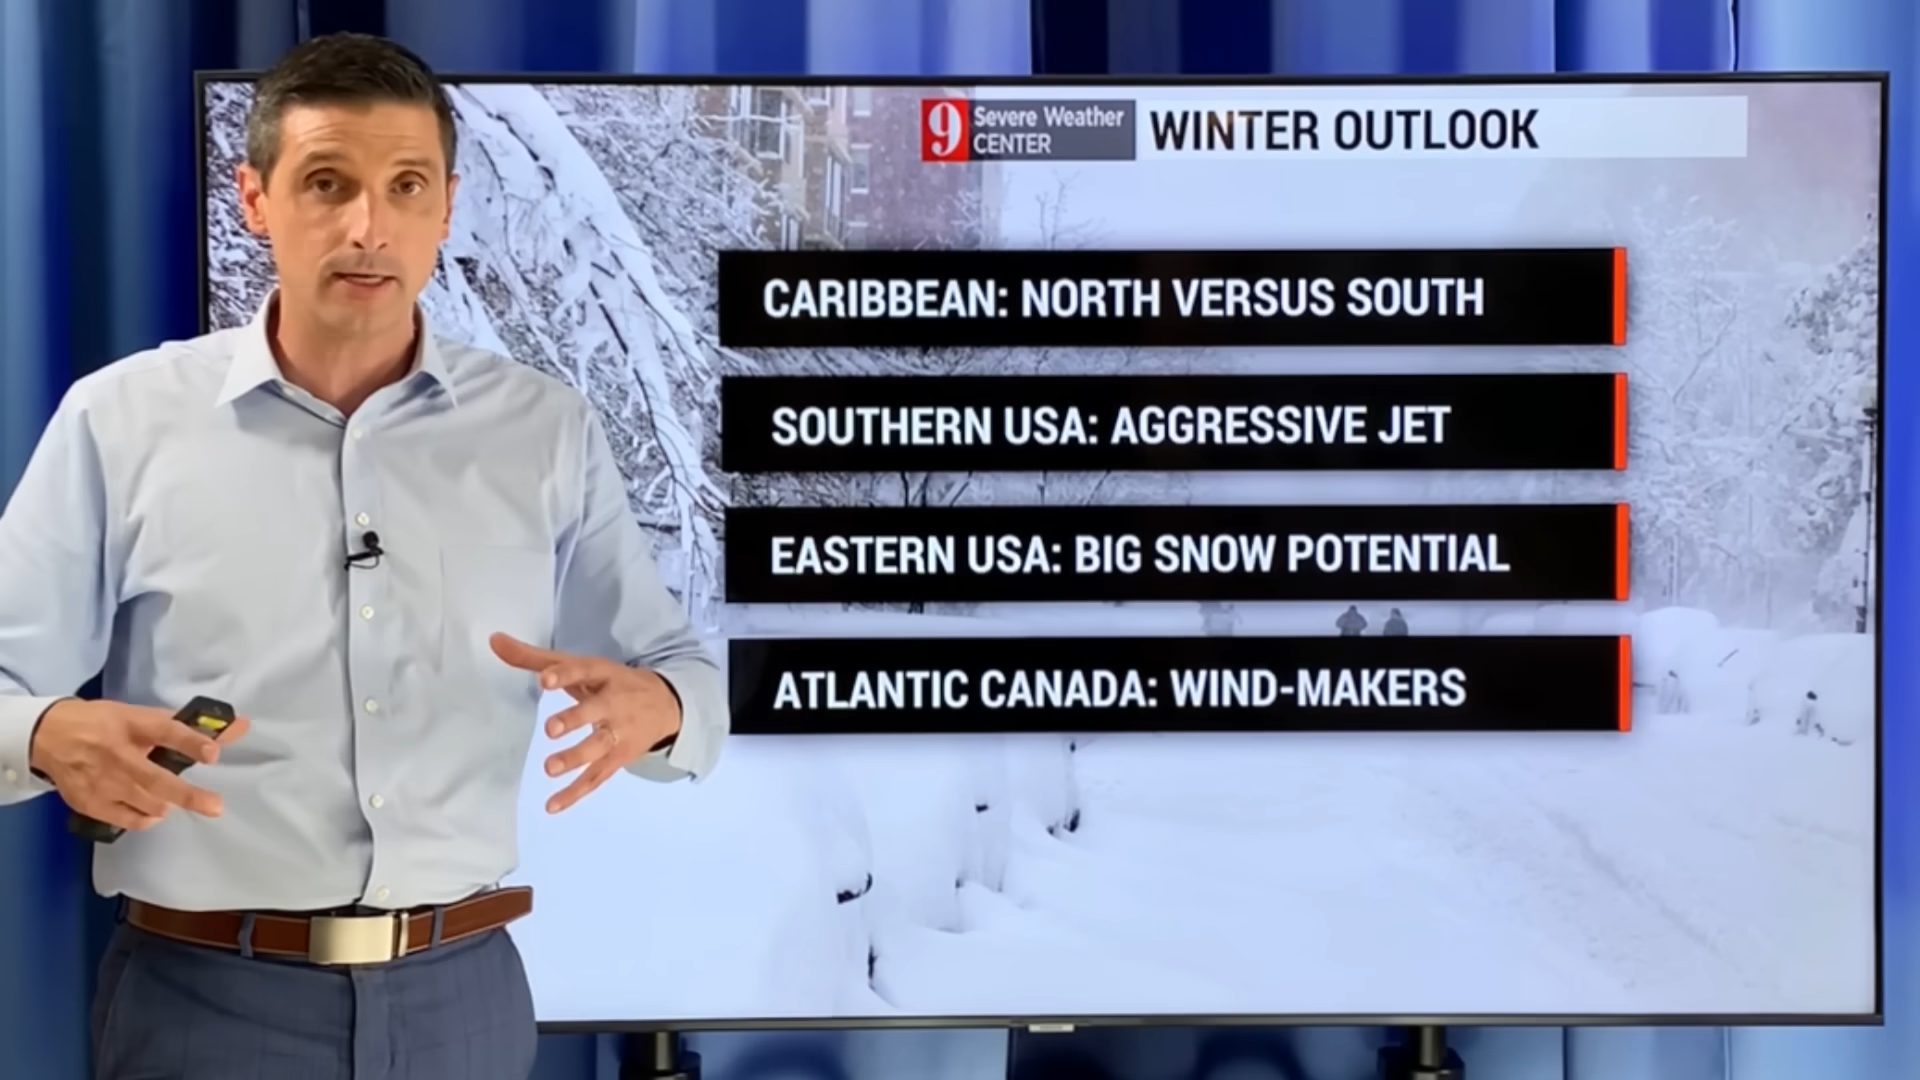 9 Severe Weather
CENTER
WINTER OUTLOOK
CARIBBEAN: NORTH VERSUS SOUTH
SOUTHERN USA: AGGRESSIVE JET
EASTERN USA: BIG SNOW POTENTIAL
ATLANTIC CANADA: WIND-MAKERS